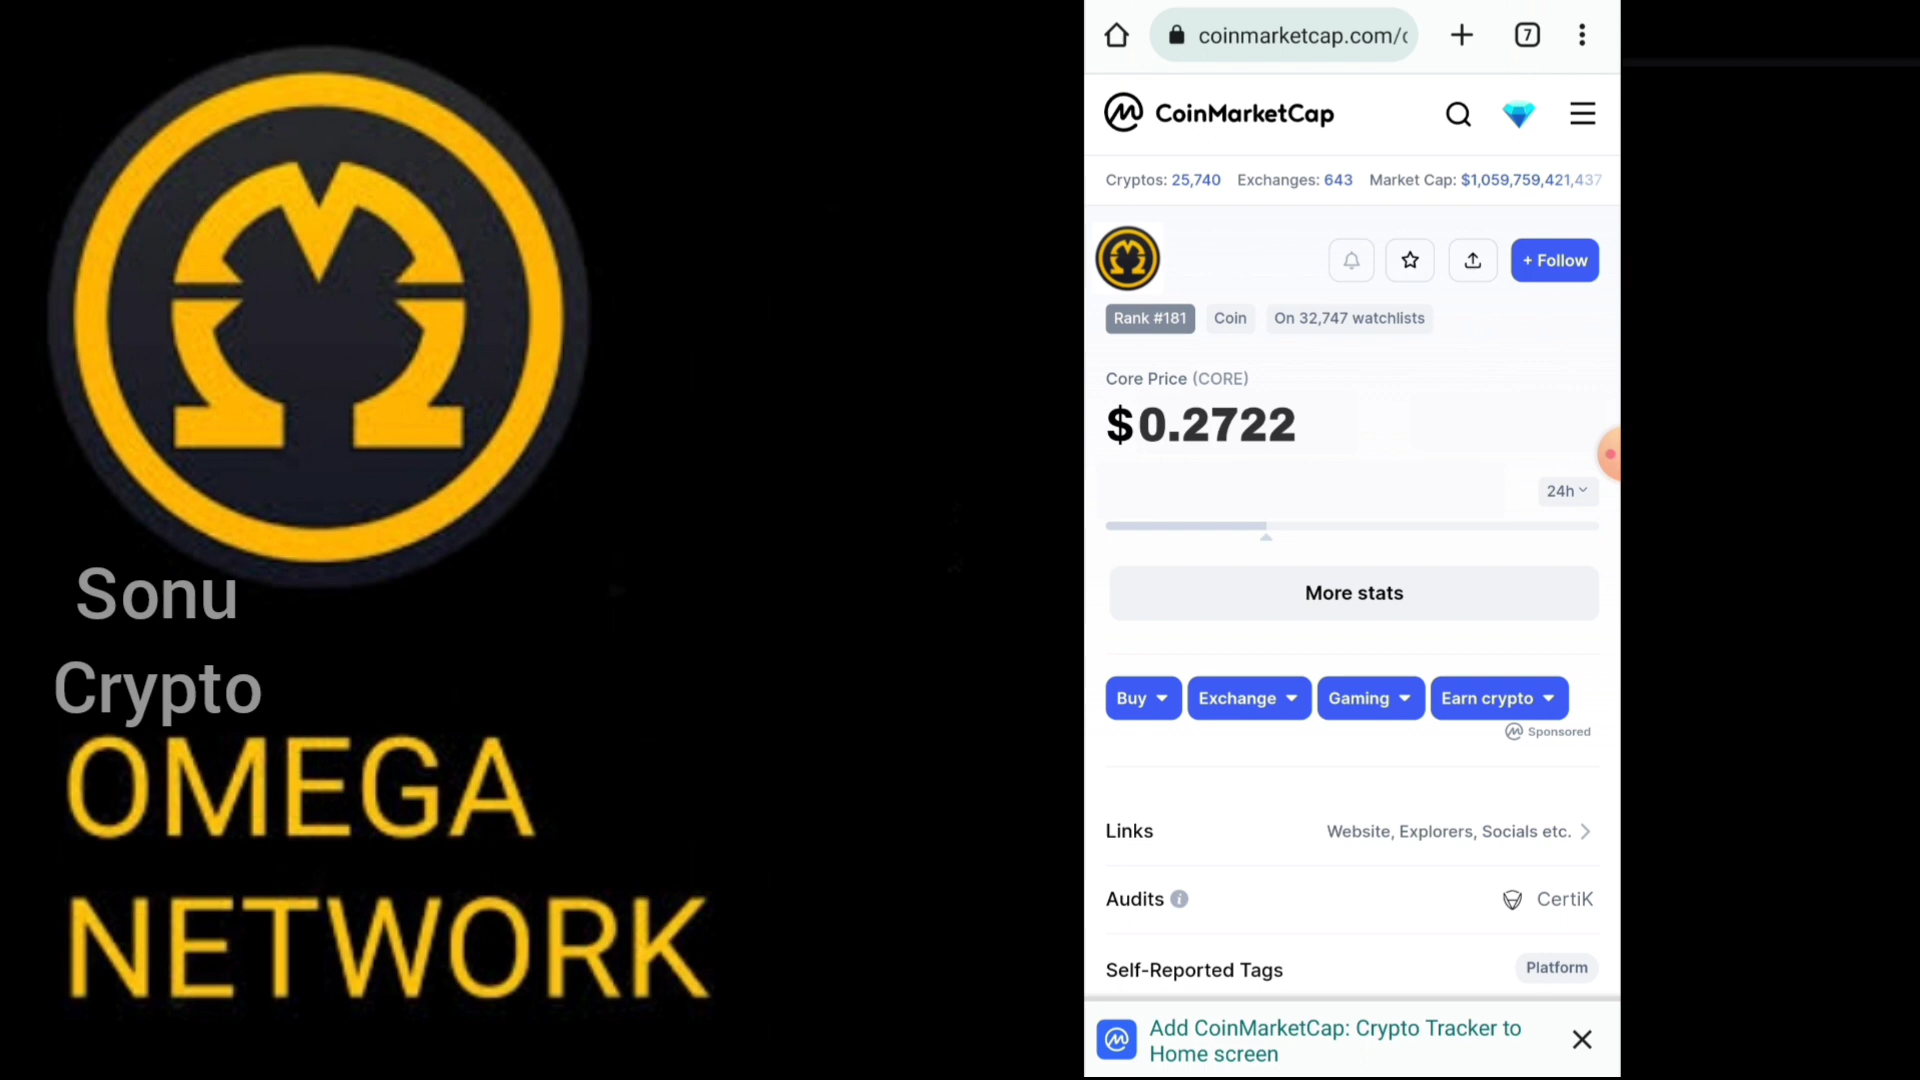 Sonu
Crypto
OMEGA
NETWORK
coinmarketcap.com/c
7
CoinMarketCap
Cryptos: 25,740 Exchanges: 643 Market Cap: $1,059,759,421,437
+ Follow
Rank #181 Coin On 32,747 watchlists
Core Price (CORE)
$0.2722
24h
More stats
Buy Exchange Gaming Earn crypto
Sponsored
Links Website, Explorers, Socials etc.
Audits CertiK
Self-Reported Tags Platform
Add CoinMarketCap: Crypto Tracker to
Home screen